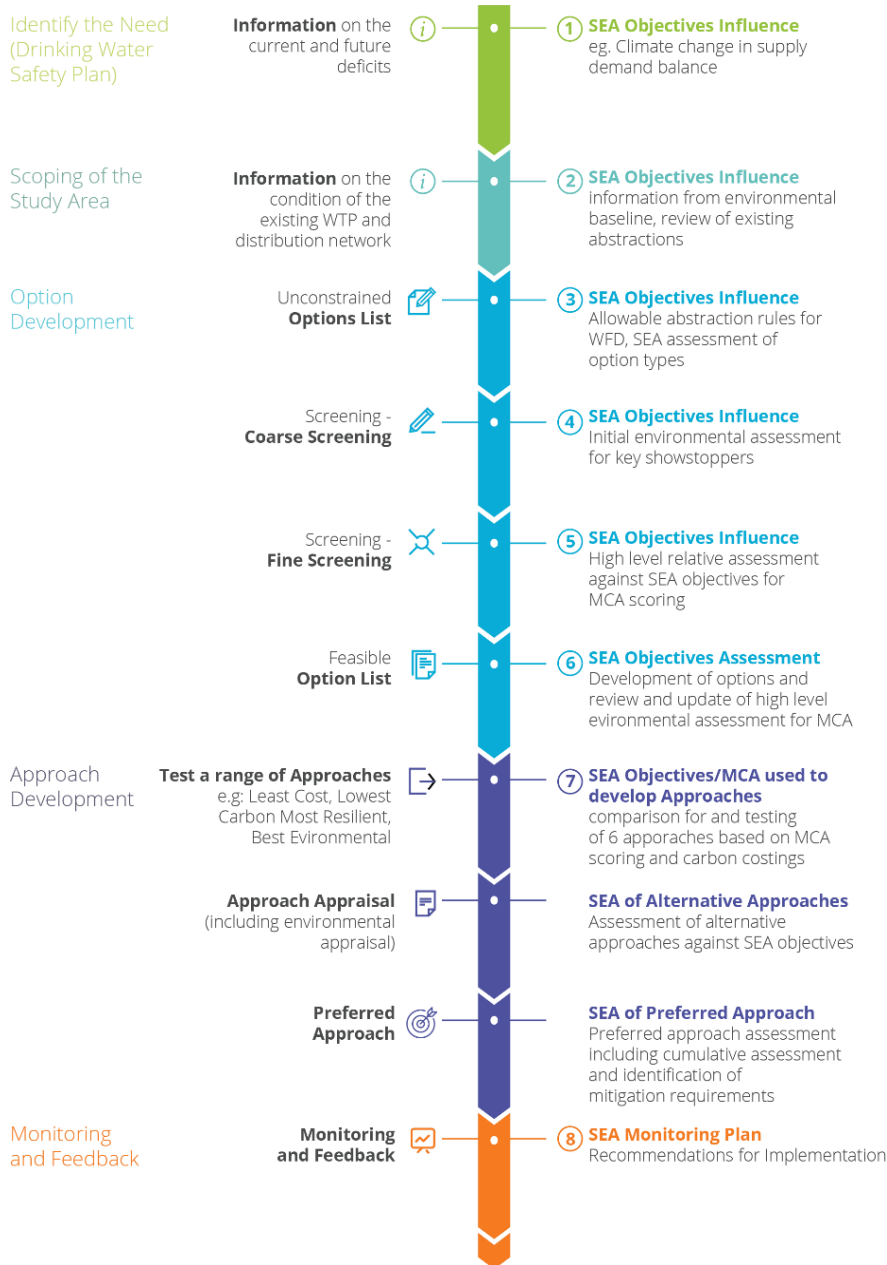 Identify the Need
(Drinking Water
Safety Plan)
Information on the
current and future
deficits
i
1
SEA Objectives Influence
eg. Climate change in supply
demand balance
Scoping of the
Study Area
Information on the
condition of the
existing WTP and
distribution network
i
2
SEA Objectives Influence
information from environmental
baseline, review of existing
abstractions
Option
Development
Unconstrained
Options List
3
SEA Objectives Influence
Allowable abstraction rules for
WFD, SEA assessment of
option types
Screening -
Coarse Screening
4
SEA Objectives Influence
Initial environmental assessment
for key showstoppers
Screening -
Fine Screening
5
SEA Objectives Influence
High level relative assessment
against SEA objectives for
MCA scoring
Feasible
Option List
6
SEA Objectives Assessment
Development of options and
review and update of high level
evironmental assessment for MCA
Approach
Development
Test a range of Approaches
e.g: Least Cost, Lowest
Carbon Most Resilient,
Best Evironmental
7
SEA Objectives/MCA used to
develop Approaches
comparison for and testing
of 6 apporaches based on MCA
scoring and carbon costings
Approach Appraisal
(including environmental
appraisal)
SEA of Alternative Approaches
Assessment of alternative
approaches against SEA objectives
Preferred
Approach
SEA of Preferred Approach
Preferred approach assessment
including cumulative assessment
and identification of
mitigation requirements
Monitoring
and Feedback
Monitoring
and Feedback
8
SEA Monitoring Plan
Recommendations for Implementation